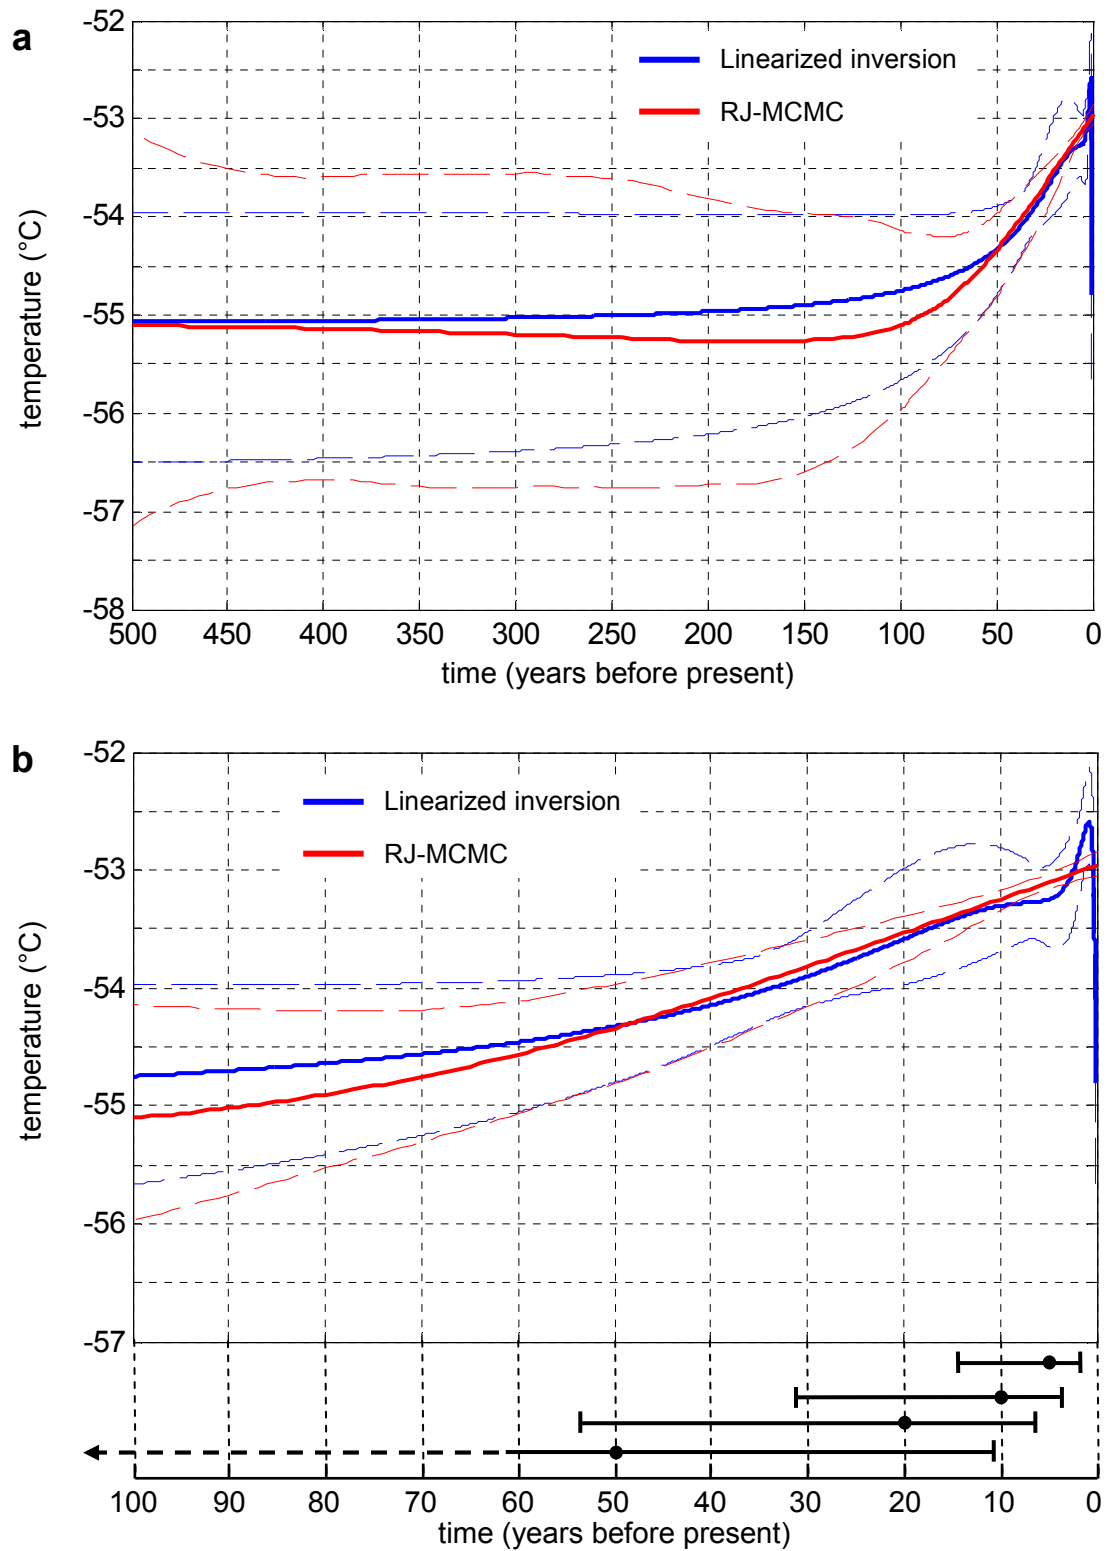 a
-52
-53
-54
-55
-56
-57
-58
temperature (°C)
Linearized inversion
RJ-MCMC
500 450 400 350 300 250 200 150 100 50 0
time (years before present)
b
-52
-53
-54
-55
-56
-57
temperature (°C)
Linearized inversion
RJ-MCMC
100 90 80 70 60 50 40 30 20 10 0
time (years before present)